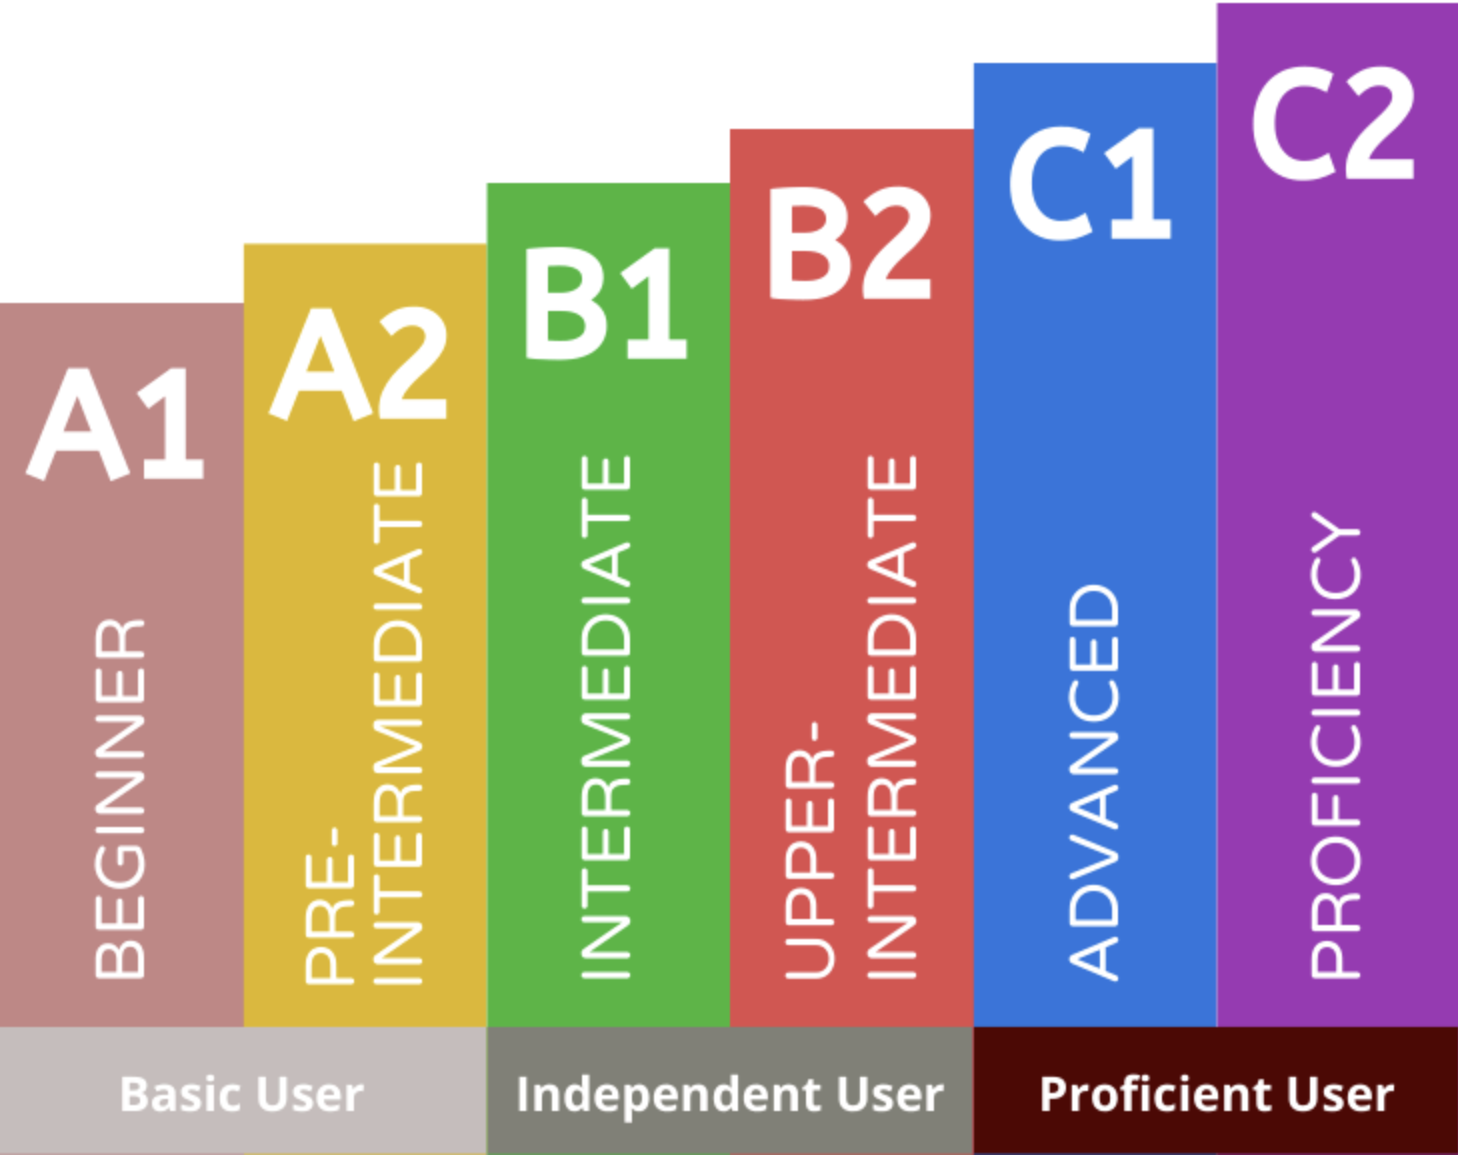 A1
BEGINNER
A2
PRE-
INTERMEDIATE
B1
INTERMEDIATE
B2
UPPER-
INTERMEDIATE
C1
ADVANCED
C2
PROFICIENCY
Basic User
Independent User
Proficient User